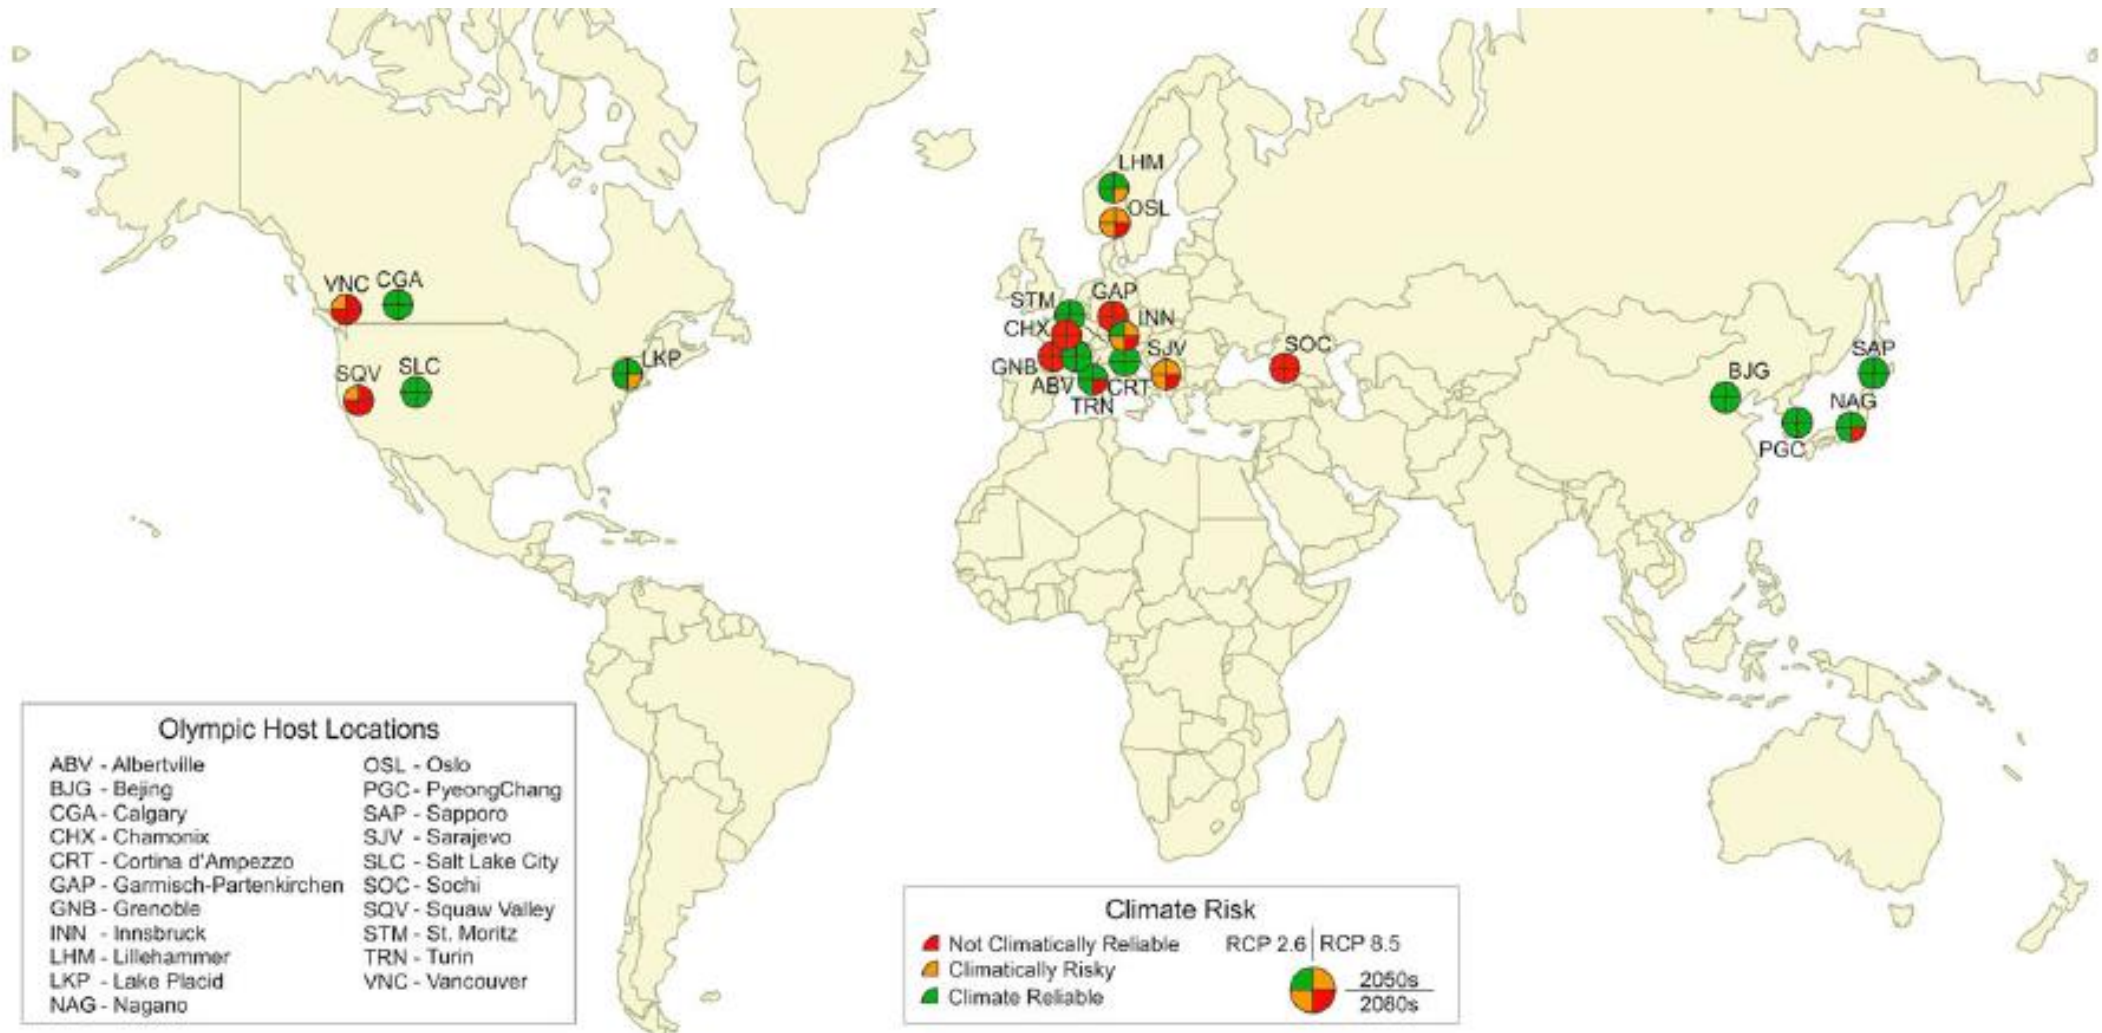 LHM
OSL
VNC CGA
STM
GAP
CHX
INN
SQV SLC
LKP
GNB
SJV
SOC
ABV
CRT
TRN
BJG
SAP
NAG
PGC
Olympic Host Locations
ABV - Albertville
BJG - Bejing
CGA - Calgary
CHX - Chamonix
CRT - Cortina d'Ampezzo
GAP - Garmisch-Partenkirchen
GNB - Grenoble
INN - Innsbruck
LHM - Lillehammer
LKP - Lake Placid
NAG - Nagano
OSL - Oslo
PGC - PyeongChang
SAP - Sapporo
SJV - Sarajevo
SLC - Salt Lake City
SOC - Sochi
SQV - Squaw Valley
STM - St. Moritz
TRN - Turin
VNC - Vancouver
Climate Risk
Not Climatically Reliable
Climatically Risky
Climate Reliable
RCP 2.6 RCP 8.5
2050s
2080s